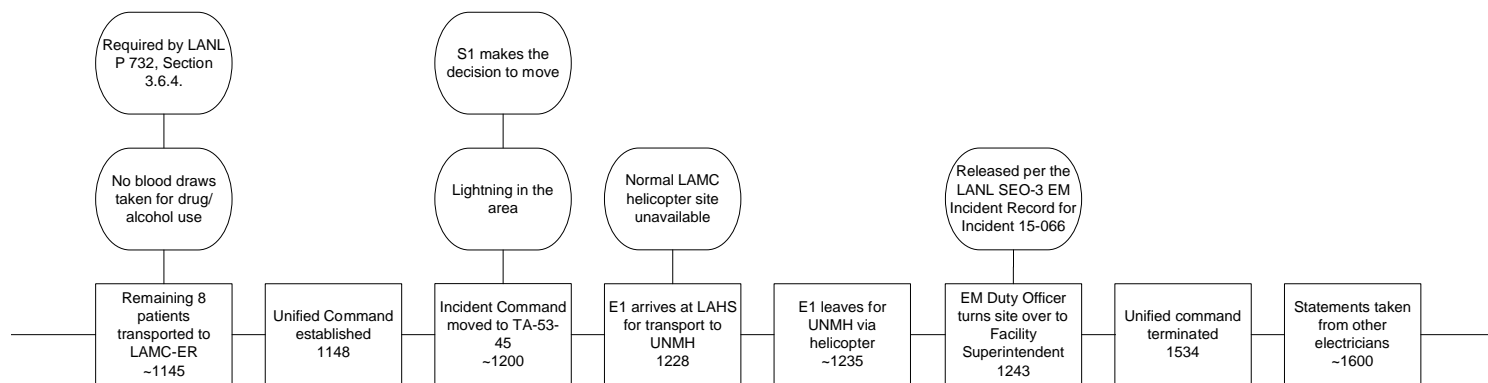 Required by LANL
P 732, Section
3.6.4.
S1 makes the
decision to move
No blood draws
taken for drug/
alcohol use
Lightning in the
area
Normal LAMC
helicopter site
unavailable
Released per the
LANL SEO-3 EM
Incident Record for
Incident 15-066
Remaining 8
patients
transported to
LAMC-ER
~1145
Unified Command
established
1148
Incident Command
moved to TA-53-
45
~1200
E1 arrives at LAHS
for transport to
UNMH
1228
E1 leaves for
UNMH via
helicopter
~1235
EM Duty Officer
turns site over to
Facility
Superintendent
1243
Unified command
terminated
1534
Statements taken
from other
electricians
~1600